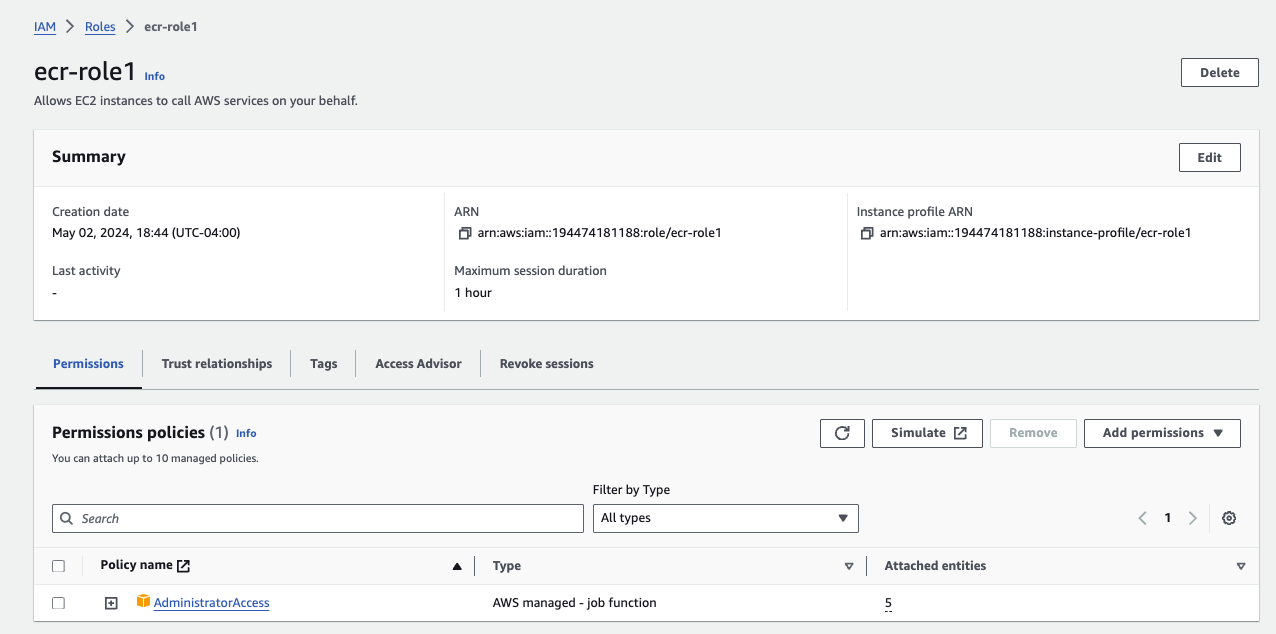 IAM > Roles > ecr-role1
ecr-role1 Info
Delete
Allows EC2 instances to call AWS services on your behalf.
Summary
Edit
Creation date
May 02, 2024, 18:44 (UTC-04:00)
ARN
arn:aws:iam::194474181188:role/ecr-role1
Instance profile ARN
arn:aws:iam::194474181188:instance-profile/ecr-role1
Last activity
-
Maximum session duration
1 hour
Permissions
Trust relationships
Tags
Access Advisor
Revoke sessions
Permissions policies (1) Info
You can attach up to 10 managed policies.
Simulate
Remove
Add permissions
Filter by Type
Search
All types
1
Policy name
Type
Attached entities
AdministratorAccess
AWS managed - job function
5